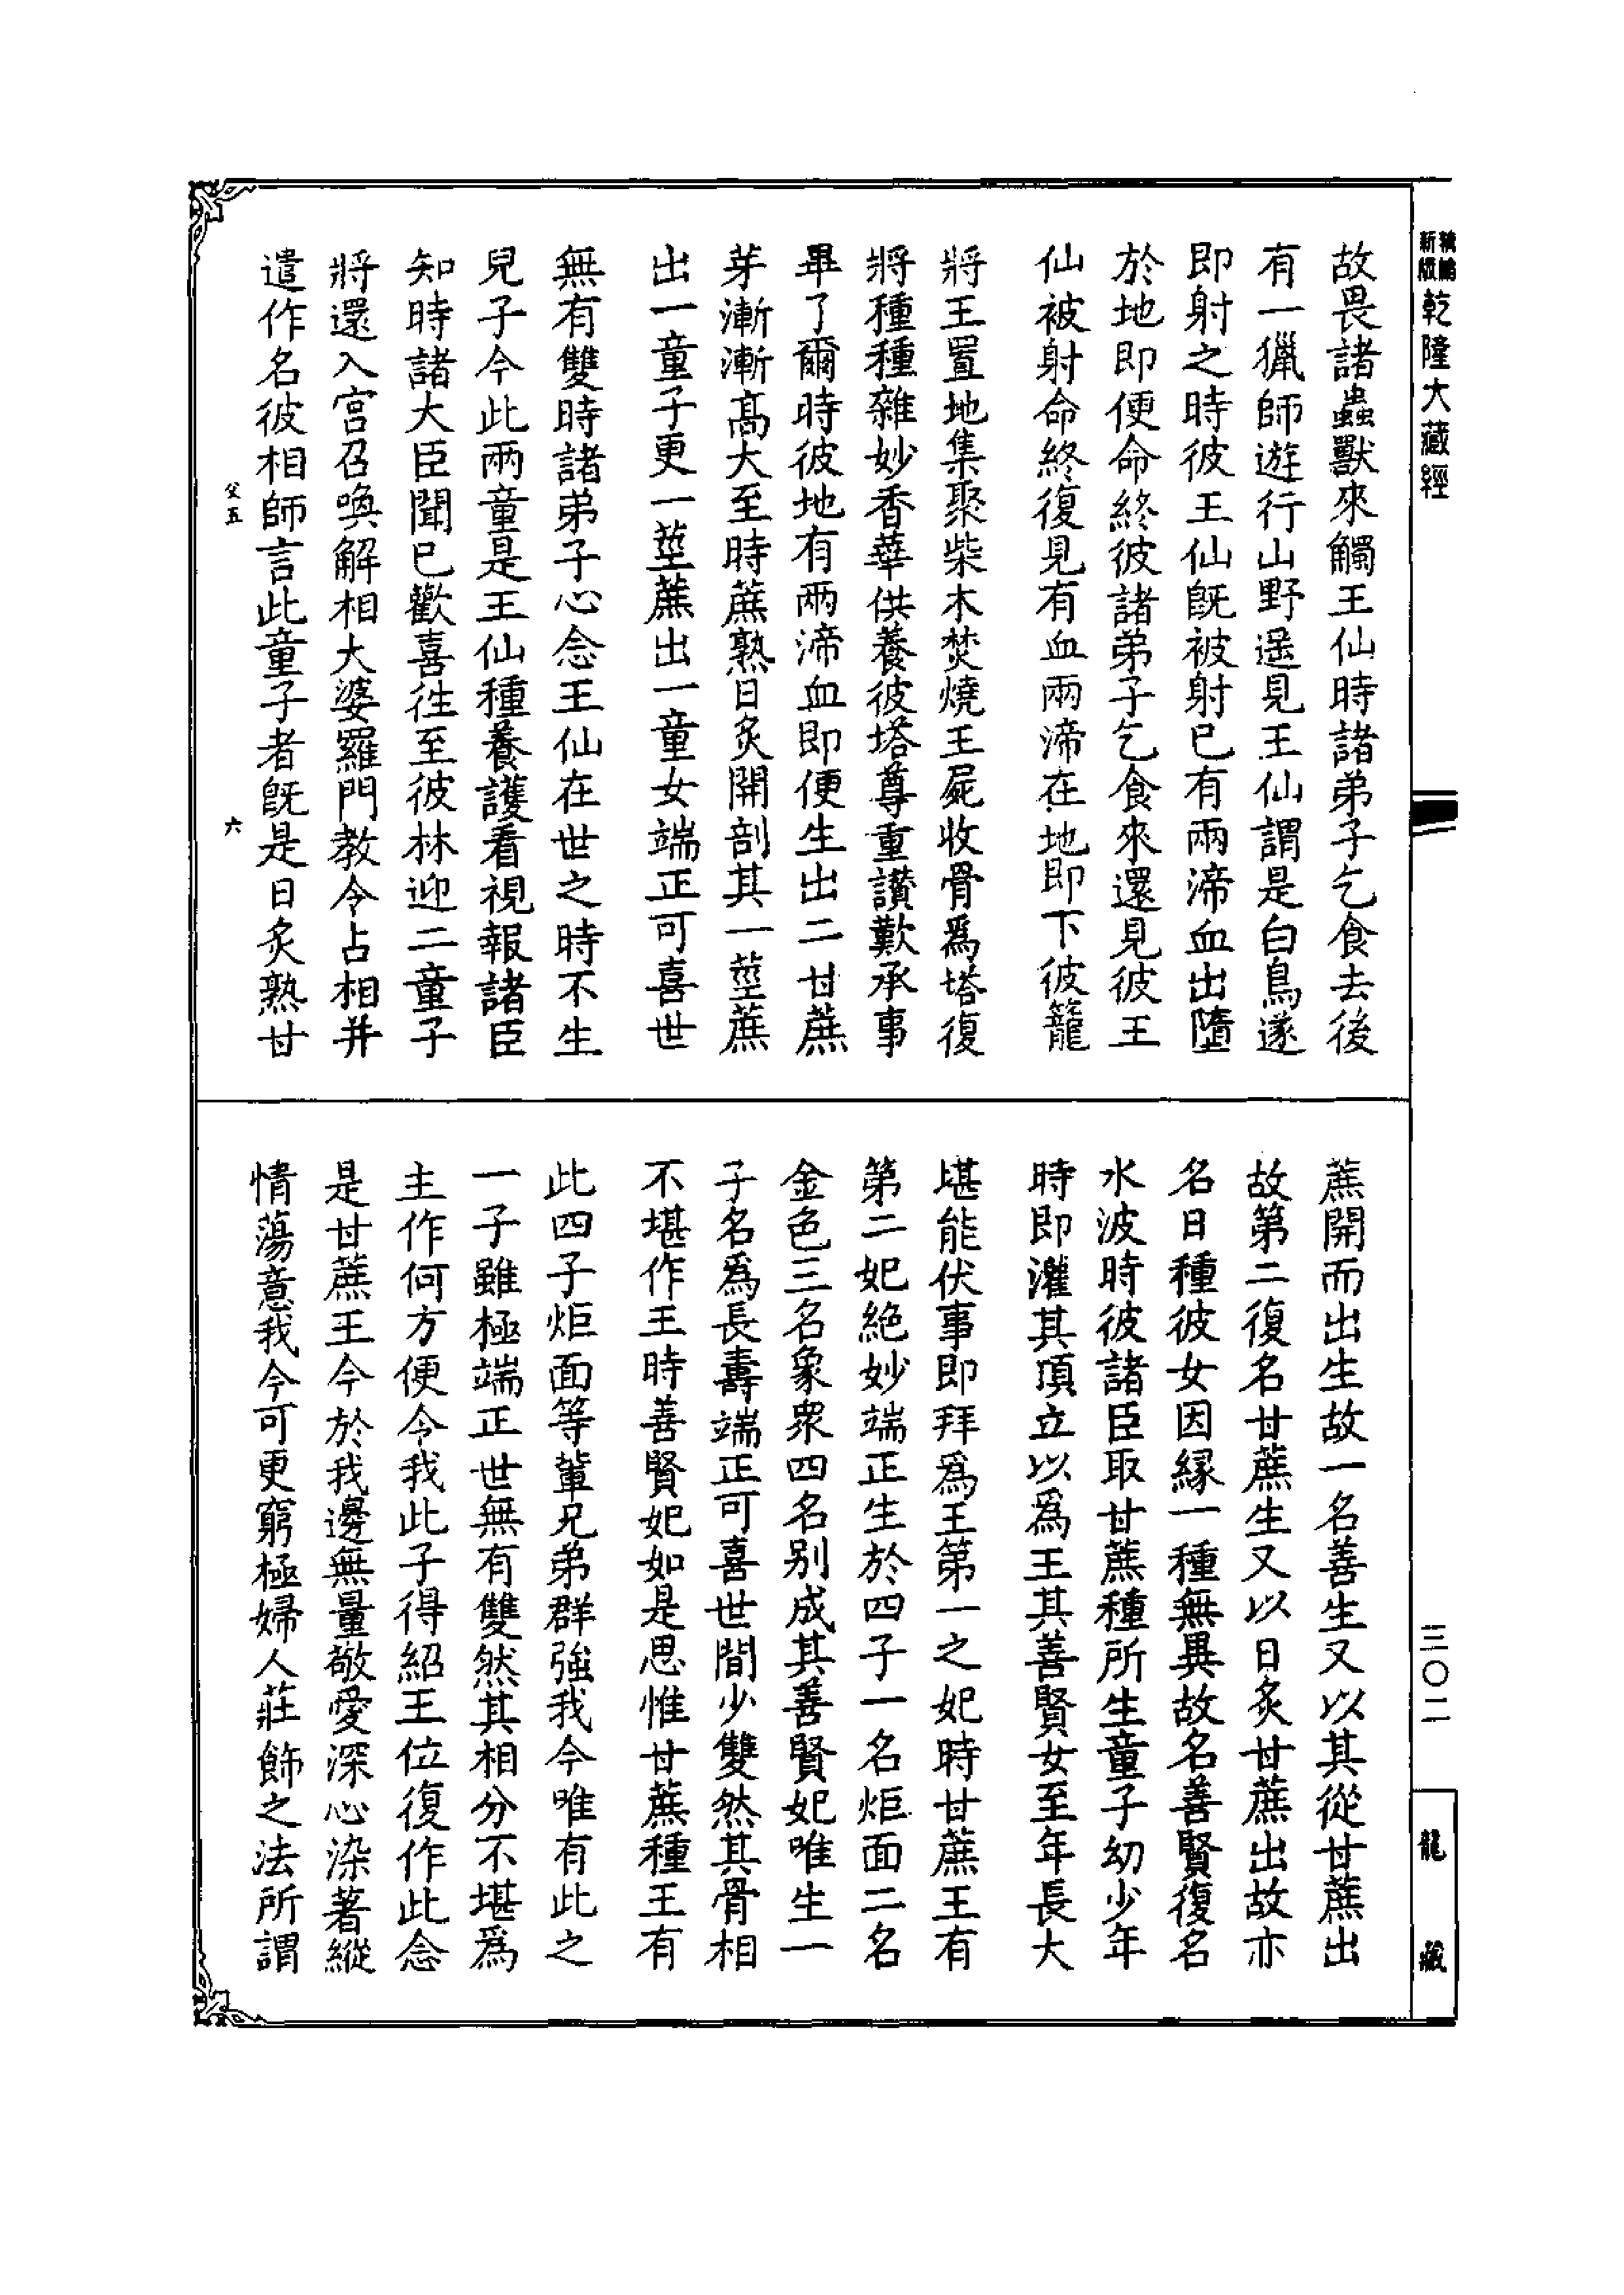 新版
乾隆大藏經
三〇二
龍藏
故畏諸蟲獸來觸王仙時諸弟子乞食去後
有一獵師遊行山野遥見王仙謂是白鳥遂
即射之時彼王仙旣被射已有兩渧血出墮
於地即便命終彼諸弟子乞食來還見彼王
仙被射命終復見有血兩渧在地即下彼籠
將王置地集聚柴木焚燒王屍收骨爲塔復
將種種雜妙香華供養彼塔尊重讃歎承事
畢了爾時彼地有兩渧血即便生出二甘蔗
芽漸漸髙大至時蔗熟日炙開剖其一莖蔗
出一童子更一莖蔗出一童女端正可喜世
無有雙時諸弟子心念王仙在世之時不生
兒子今此兩童是王仙種養護看視報諸臣
知時諸大臣聞已歡喜徃至彼林迎二童子
將還入宫召喚解相大婆羅門教令占相并
遣作名彼相師言此童子者旣是日炙熟甘
父五
六
蔗開而出生故一名善生又以其從甘蔗出
故第二復名甘蔗生又以日炙甘蔗出故亦
名日種彼女因縁一種無異故名善賢復名
水波時彼諸臣取甘蔗種所生童子幼少年
時即灌其頂立以爲王其善賢女至年長大
堪能伏事即拜爲王第一之妃時甘蔗王有
第二妃絶妙端正生於四子一名炬面二名
金色三名象衆四名别成其善賢妃唯生一
子名爲長壽端正可喜世間少雙然其骨相
不堪作王時善賢妃如是思惟甘蔗種王有
此四子炬面等輩兄弟群強我今唯有此之
一子雖極端正世無有雙然其相分不堪爲
主作何方便令我此子得紹王位復作此念
是甘蔗王今於我邊無量敬愛深心染著縱
情蕩意我今可更窮極婦人莊飾之法所謂